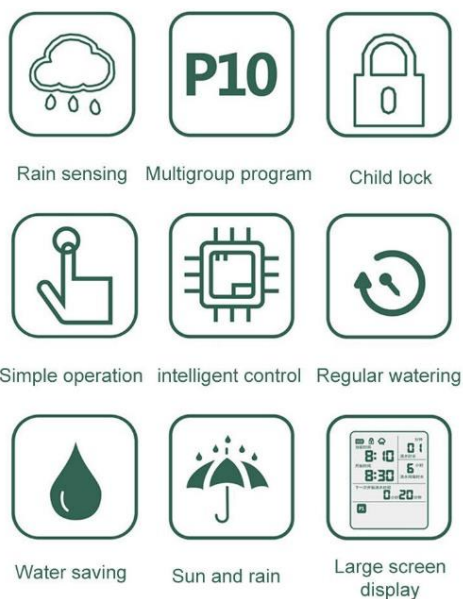 P10
Rain sensing
Multigroup program
Child lock
Simple operation
intelligent control
Regular watering
8:10
01
8:30
6
0
20
Water saving
Sun and rain
Large screen
display